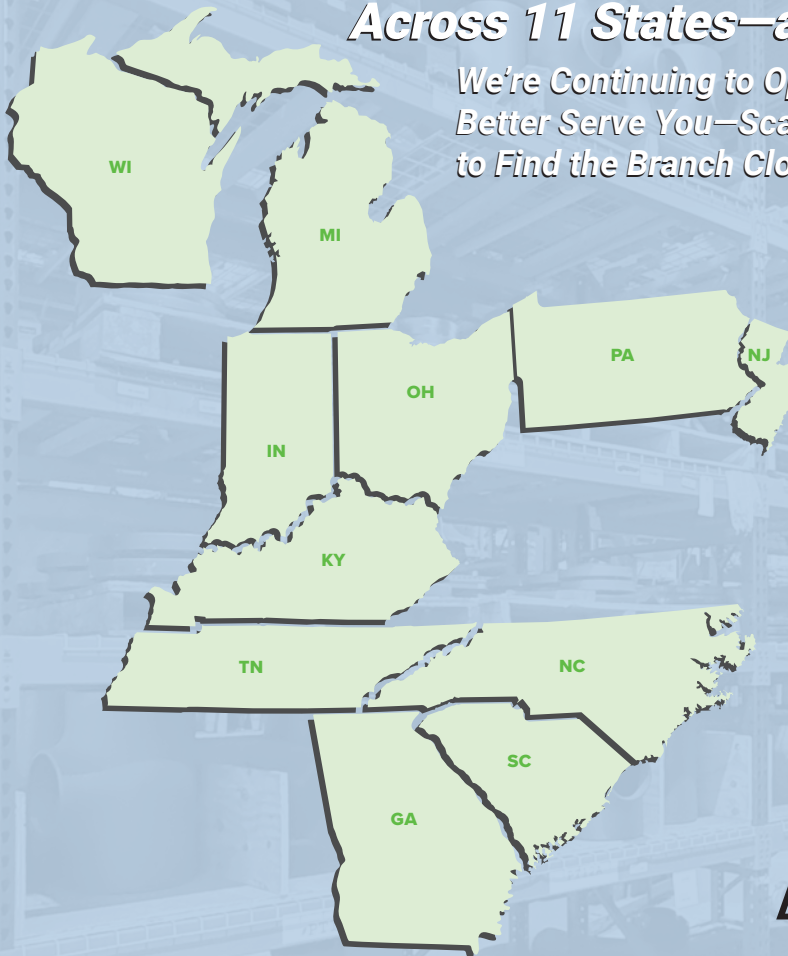 Across 11 States—a
We're Continuing to Op
Better Serve You—Sca
to Find the Branch Clo
WI
MI
PA
NJ
OH
IN
KY
TN
NC
SC
GA